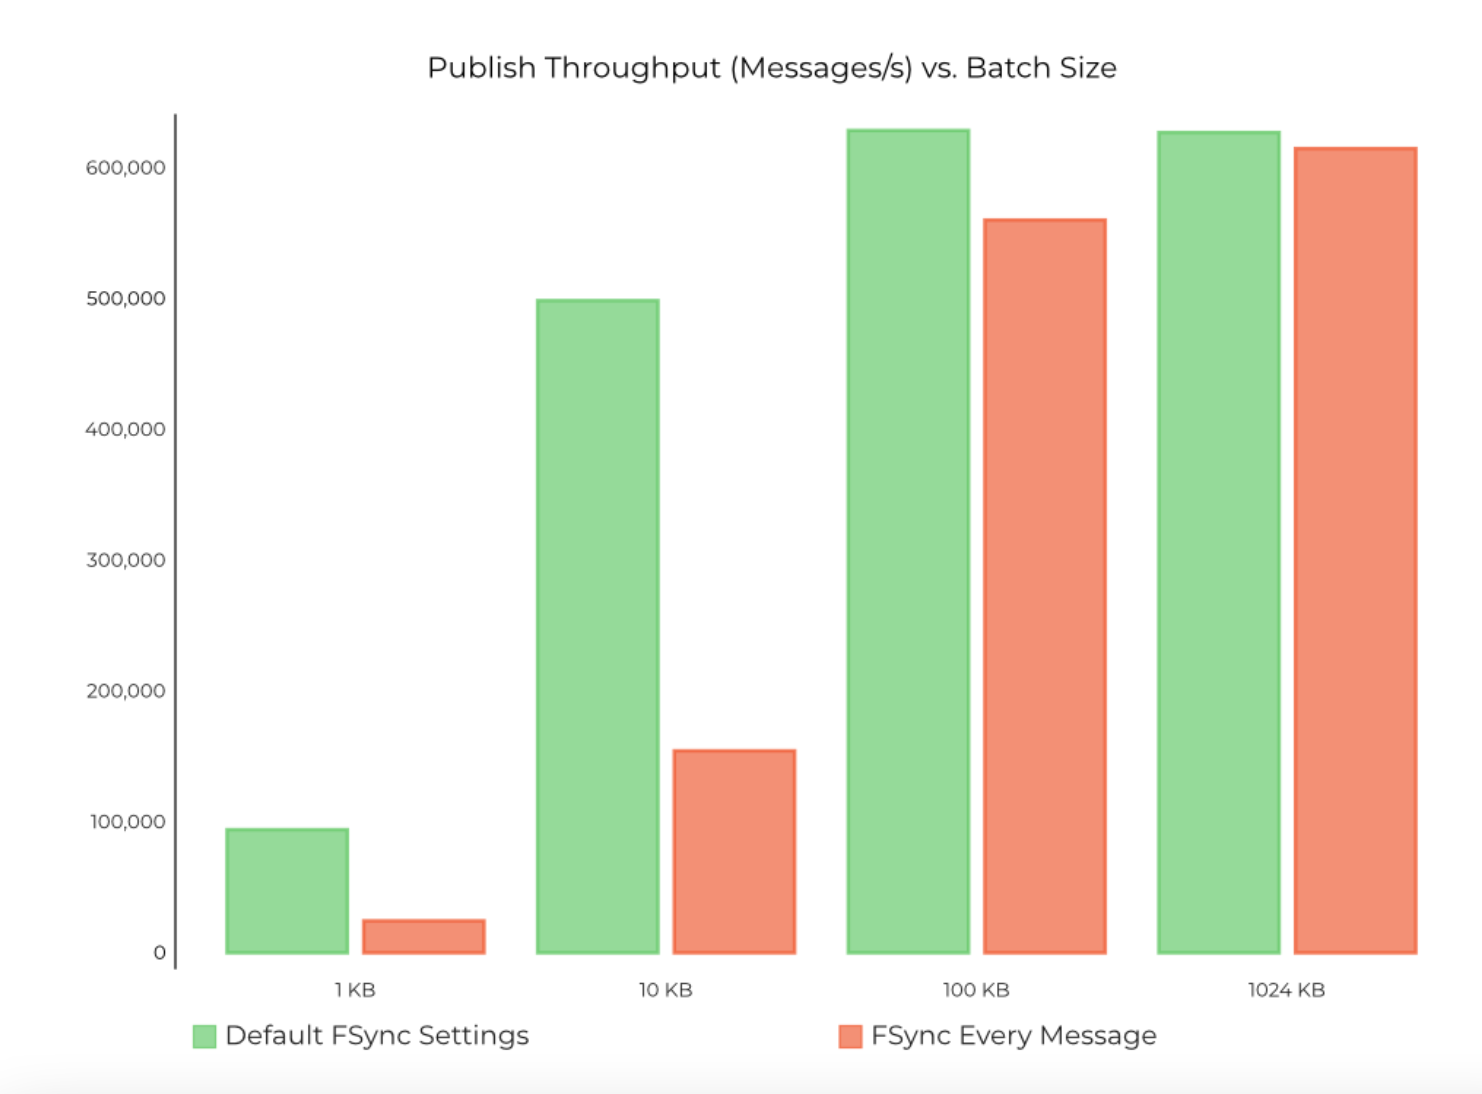 Publish Throughput (Messages/s) vs. Batch Size
600,000
500,000
400,000
300,000
200,000
100,000
0
1 KB
10 KB
100 KB
1024 KB
Default FSync Settings
FSync Every Message